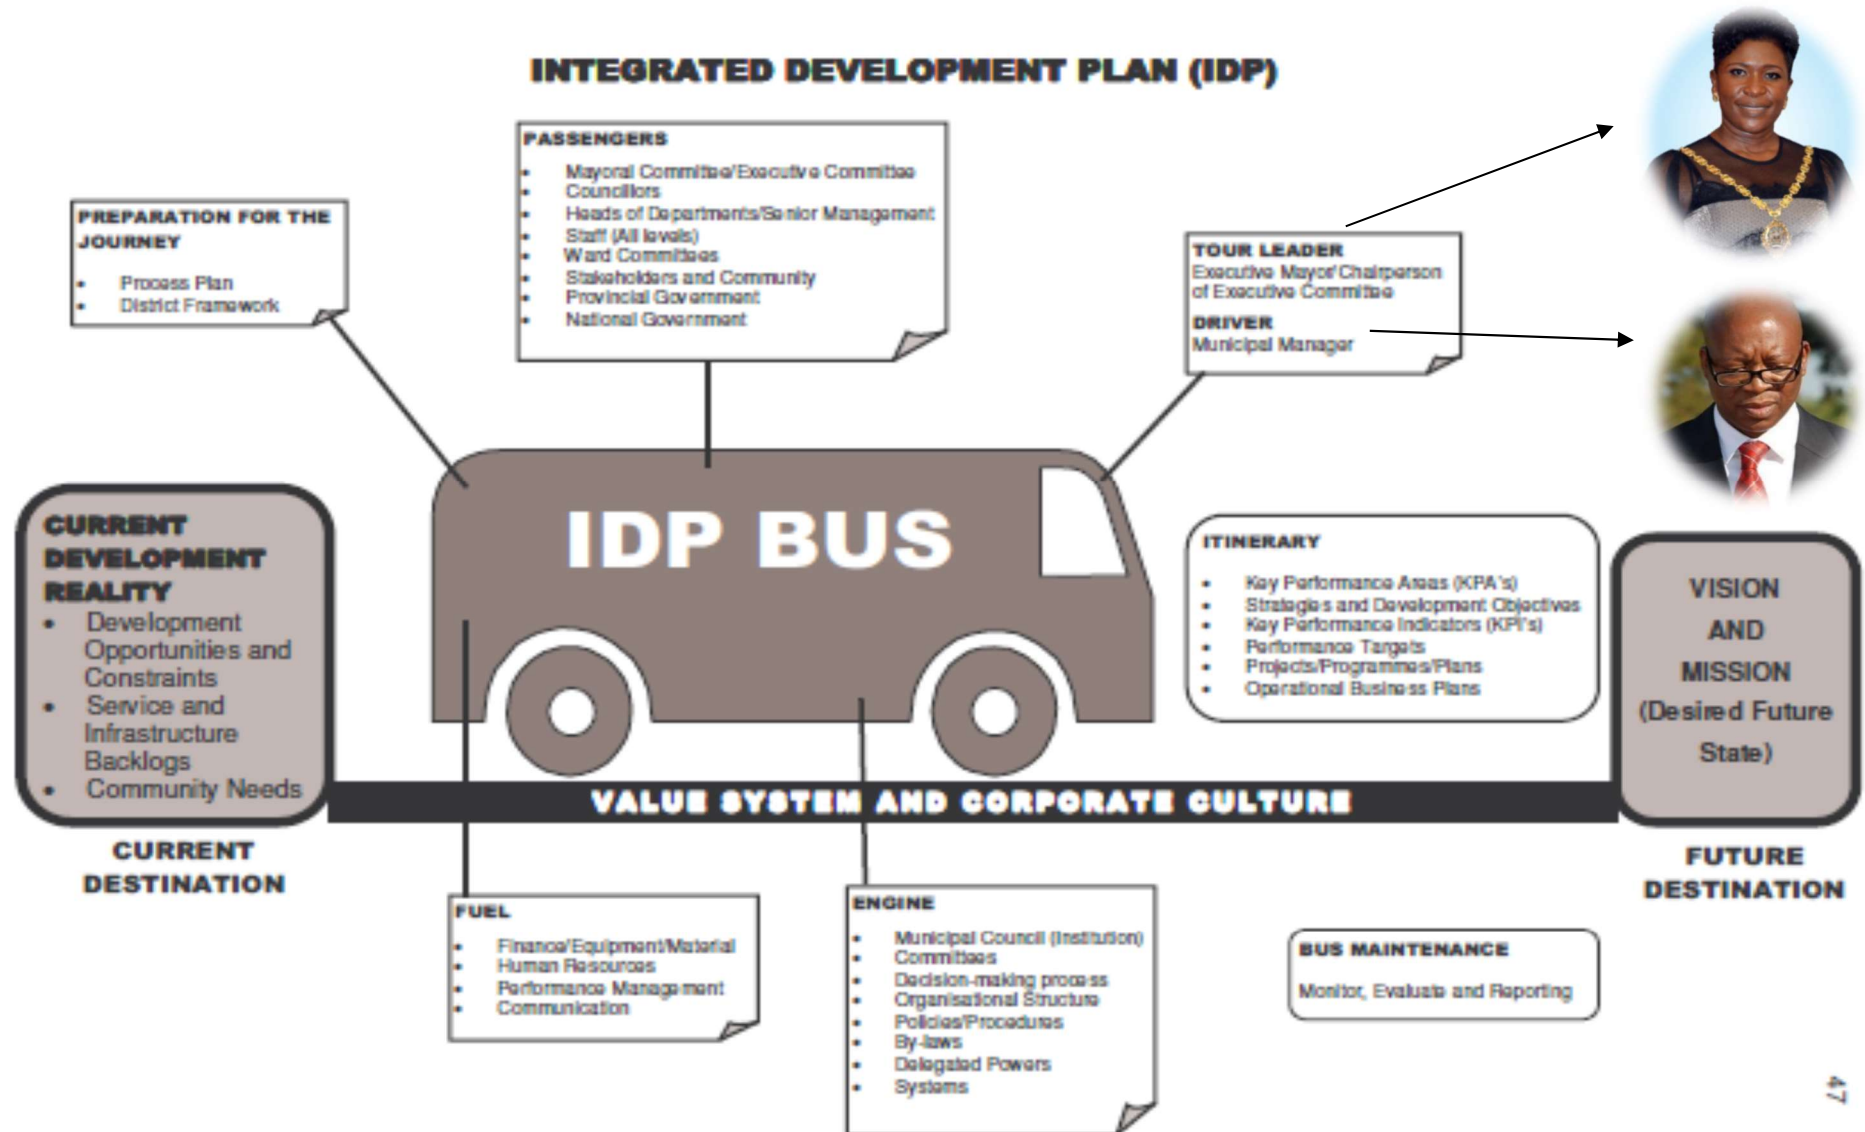 INTEGRATED DEVELOPMENT PLAN (IDP)
PASSENGERS
• Mayoral Committee/Executive Committee
• Councillors
• Heads of Departments/Senior Management
• Staff (All levels)
• Ward Committees
• Stakeholders and Community
• Provincial Government
• National Government
PREPARATION FOR THE
JOURNEY
• Process Plan
• District Framework
TOUR LEADER
Executive Mayor/Chairperson
of Executive Committee
DRIVER
Municipal Manager
IDP BUS
CURRENT
DEVELOPMENT
REALITY
• Development
Opportunities and
Constraints
• Service and
Infrastructure
Backlogs
• Community Needs
CURRENT
DESTINATION
ITINERARY
• Key Performance Areas (KPA's)
• Strategies and Development Objectives
• Key Performance Indicators (KPI's)
• Performance Targets
• Projects/Programmes/Plans
• Operational Business Plans
VISION
AND
MISSION
(Desired Future
State)
FUTURE
DESTINATION
VALUE SYSTEM AND CORPORATE CULTURE
FUEL
• Finance/Equipment/Material
• Human Resources
• Performance Management
• Communication
ENGINE
• Municipal Council (Institution)
• Committees
• Decision-making process
• Organisational Structure
• Policies/Procedures
• By-laws
• Delegated Powers
• Systems
BUS MAINTENANCE
Monitor, Evaluate and Reporting
47